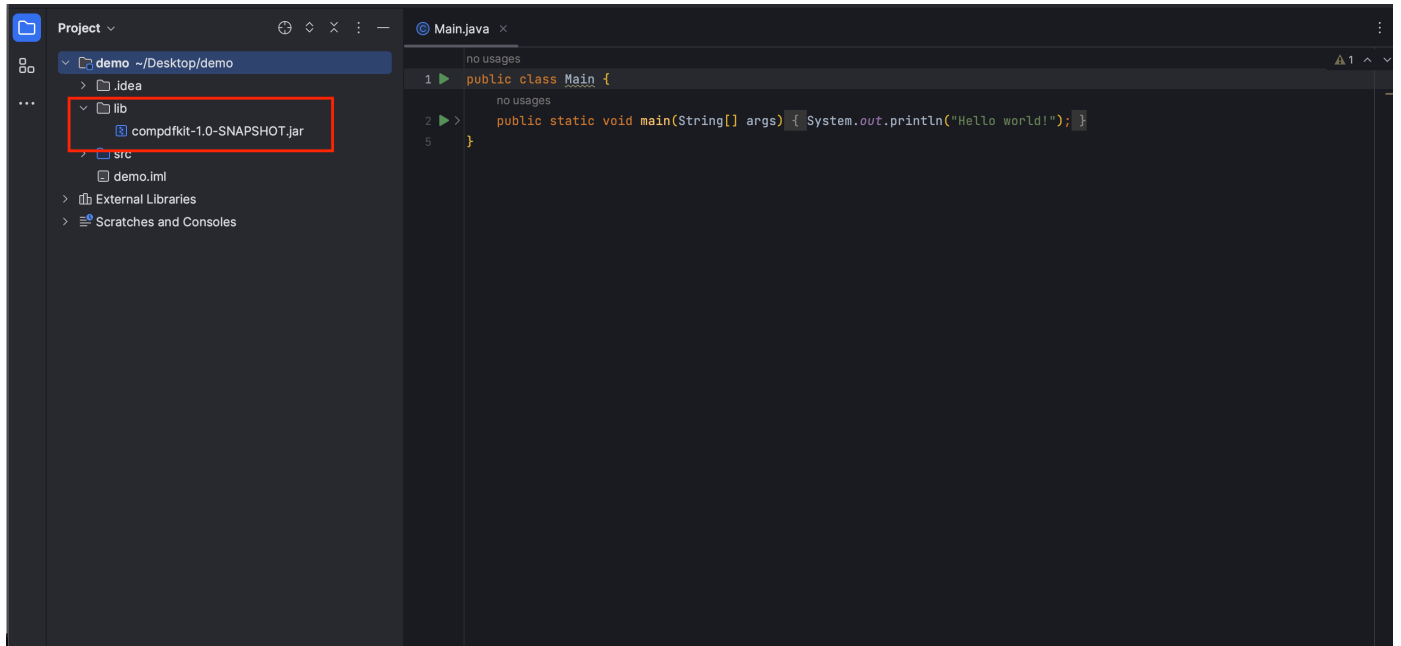 Project
demo ~/Desktop/demo
.idea
lib
compdfkit-1.0-SNAPSHOT.jar
src
demo.iml
External Libraries
Scratches and Consoles
Main.java
no usages
1
1 public class Main {
no usages
2 public static void main(String[] args) { System.out.println("Hello world!"); }
5 }